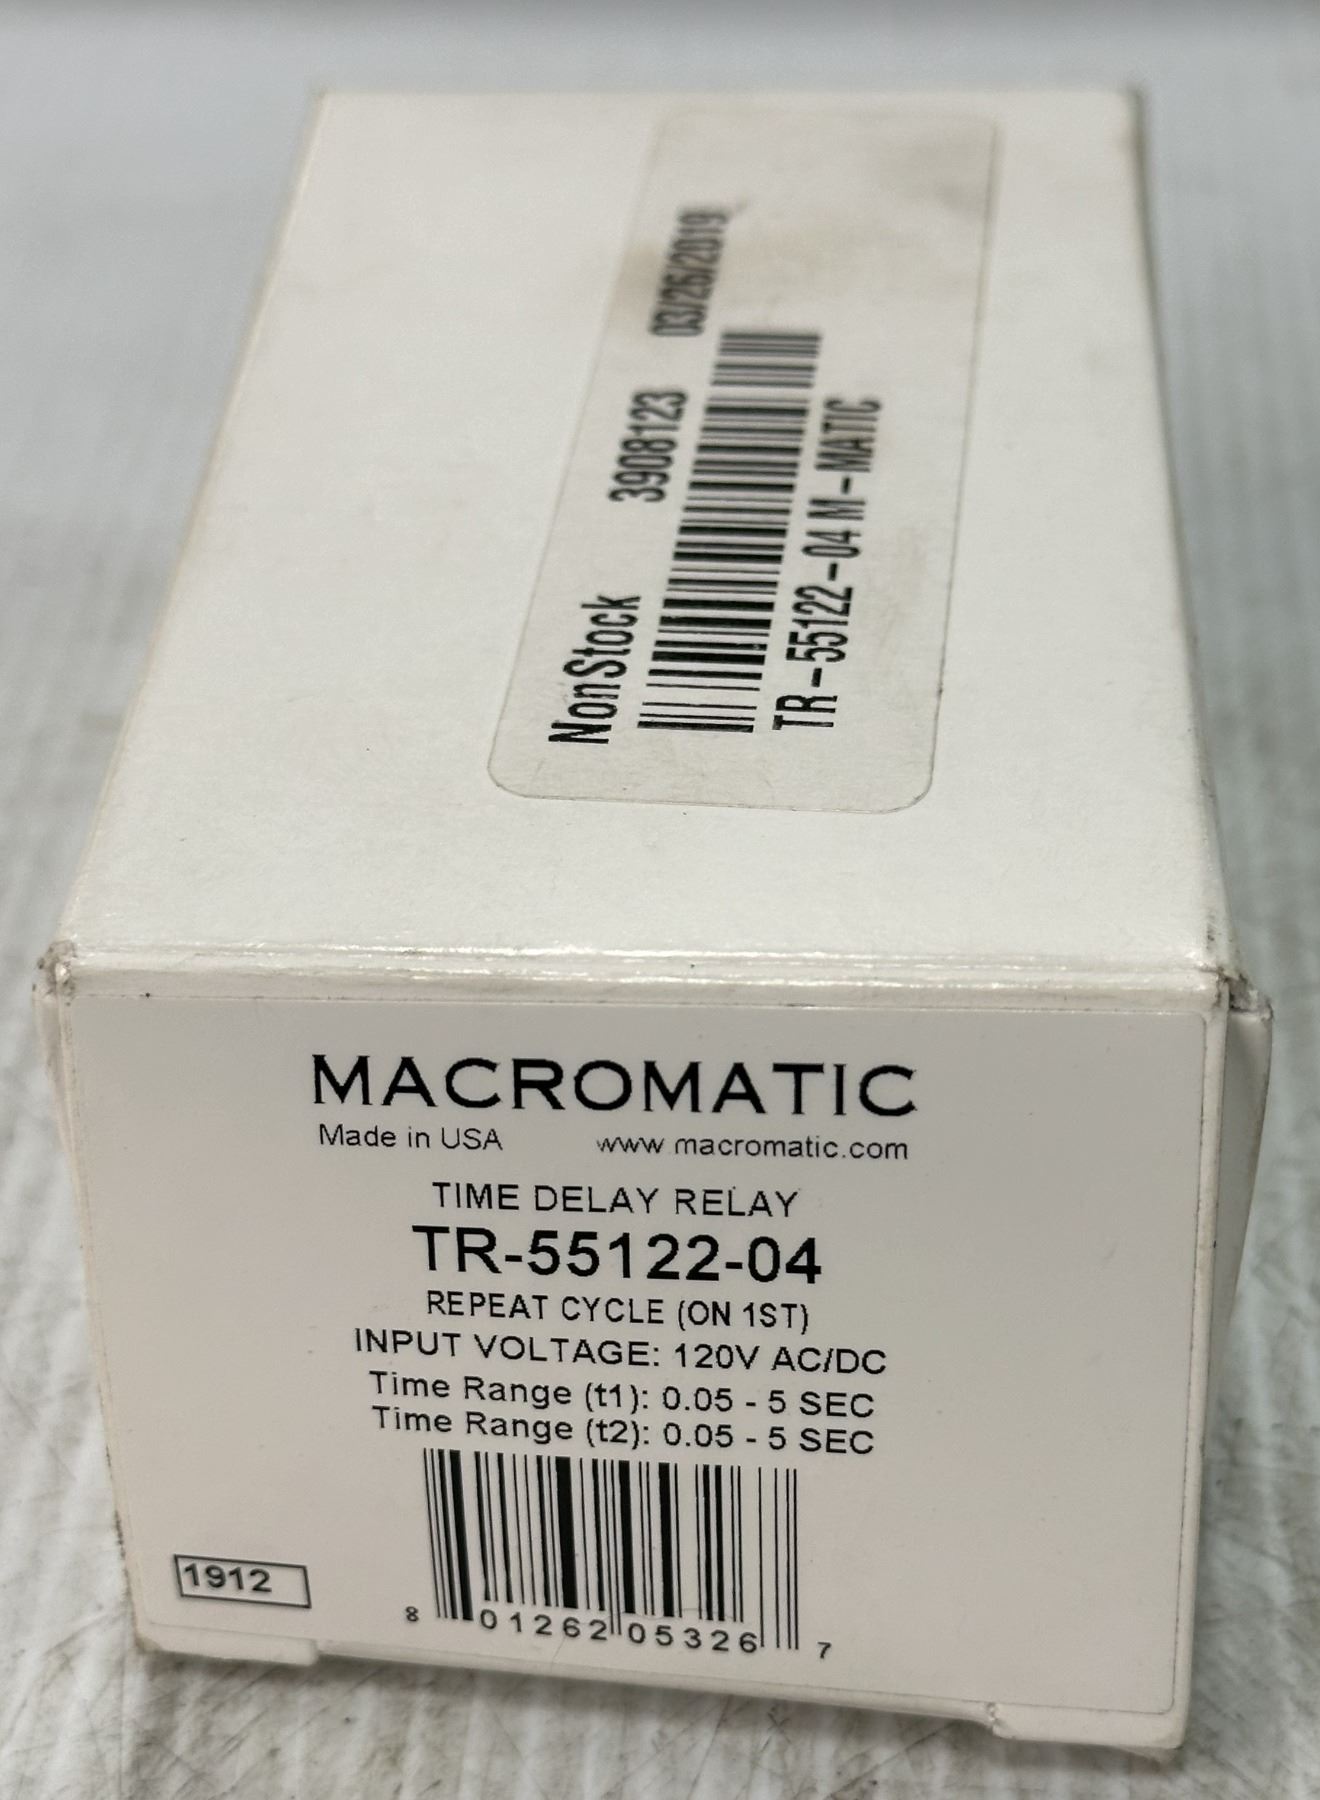 NonStock 3908123 03/26/2019
TR-55122-04 M-MATIC
MACROMATIC
Made in USA www.macromatic.com
TIME DELAY RELAY
TR-55122-04
REPEAT CYCLE (ON 1ST)
INPUT VOLTAGE: 120V AC/DC
Time Range (t1): 0.05 - 5 SEC
Time Range (t2): 0.05 - 5 SEC
1912
8 01262 05326 7